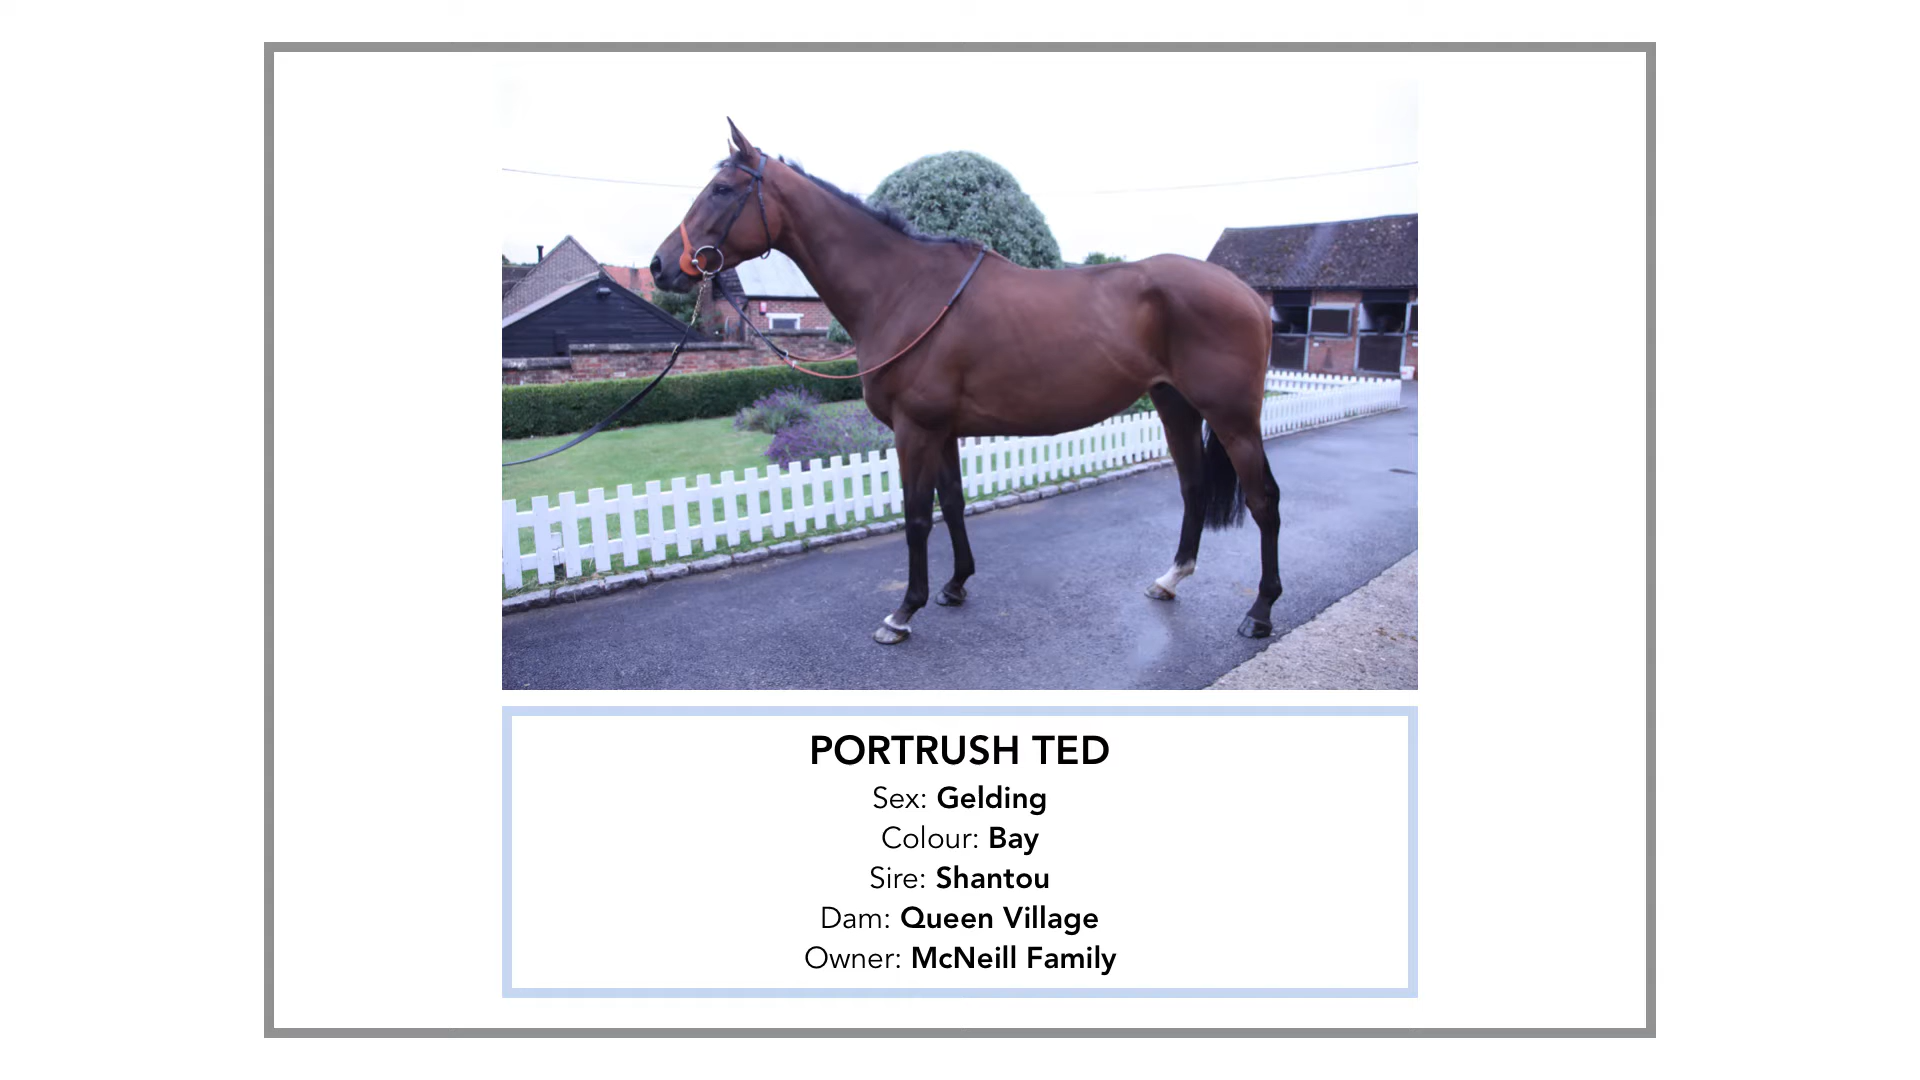 PORTRUSH TED
Sex: Gelding
Colour: Bay
Sire: Shantou
Dam: Queen Village
Owner: McNeill Family